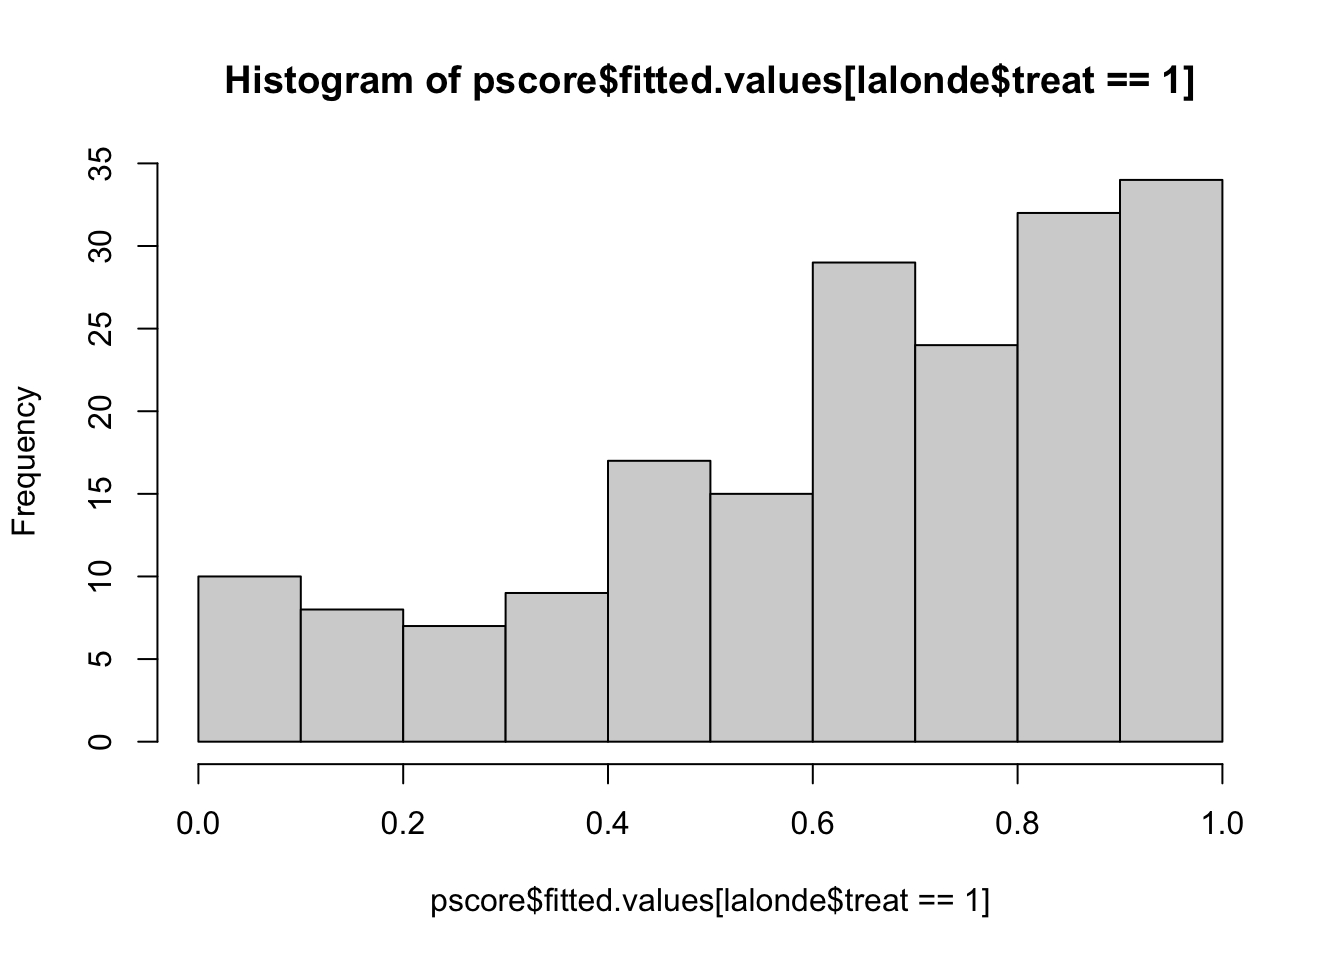 Histogram of pscore$fitted.values[lalonde$treat == 1]
Frequency
35
30
25
20
15
10
5
0
0.0 0.2 0.4 0.6 0.8 1.0
pscore$fitted.values[lalonde$treat == 1]